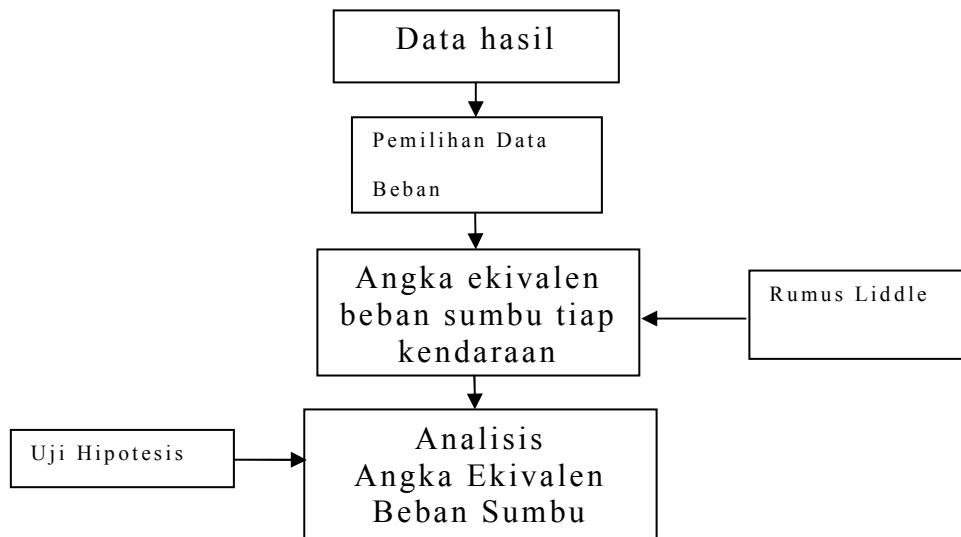 Data hasil
Pemilihan Data
Beban
Angka ekivalen
beban sumbu tiap
kendaraan
Rumus Liddle
Analisis
Angka Ekivalen
Beban Sumbu
Uji Hipotesis